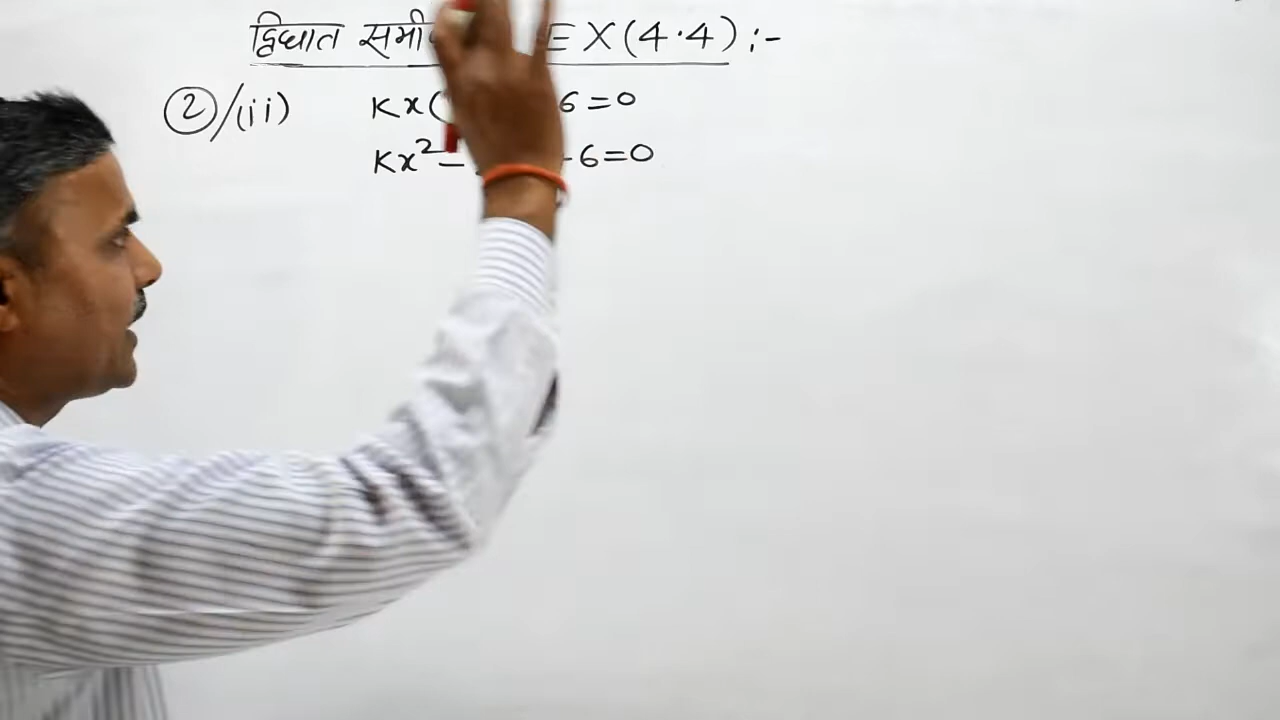 द्विघात समी EX(4.4) :-
2/(ii) Kx( 6=0
Kx²- -6=0